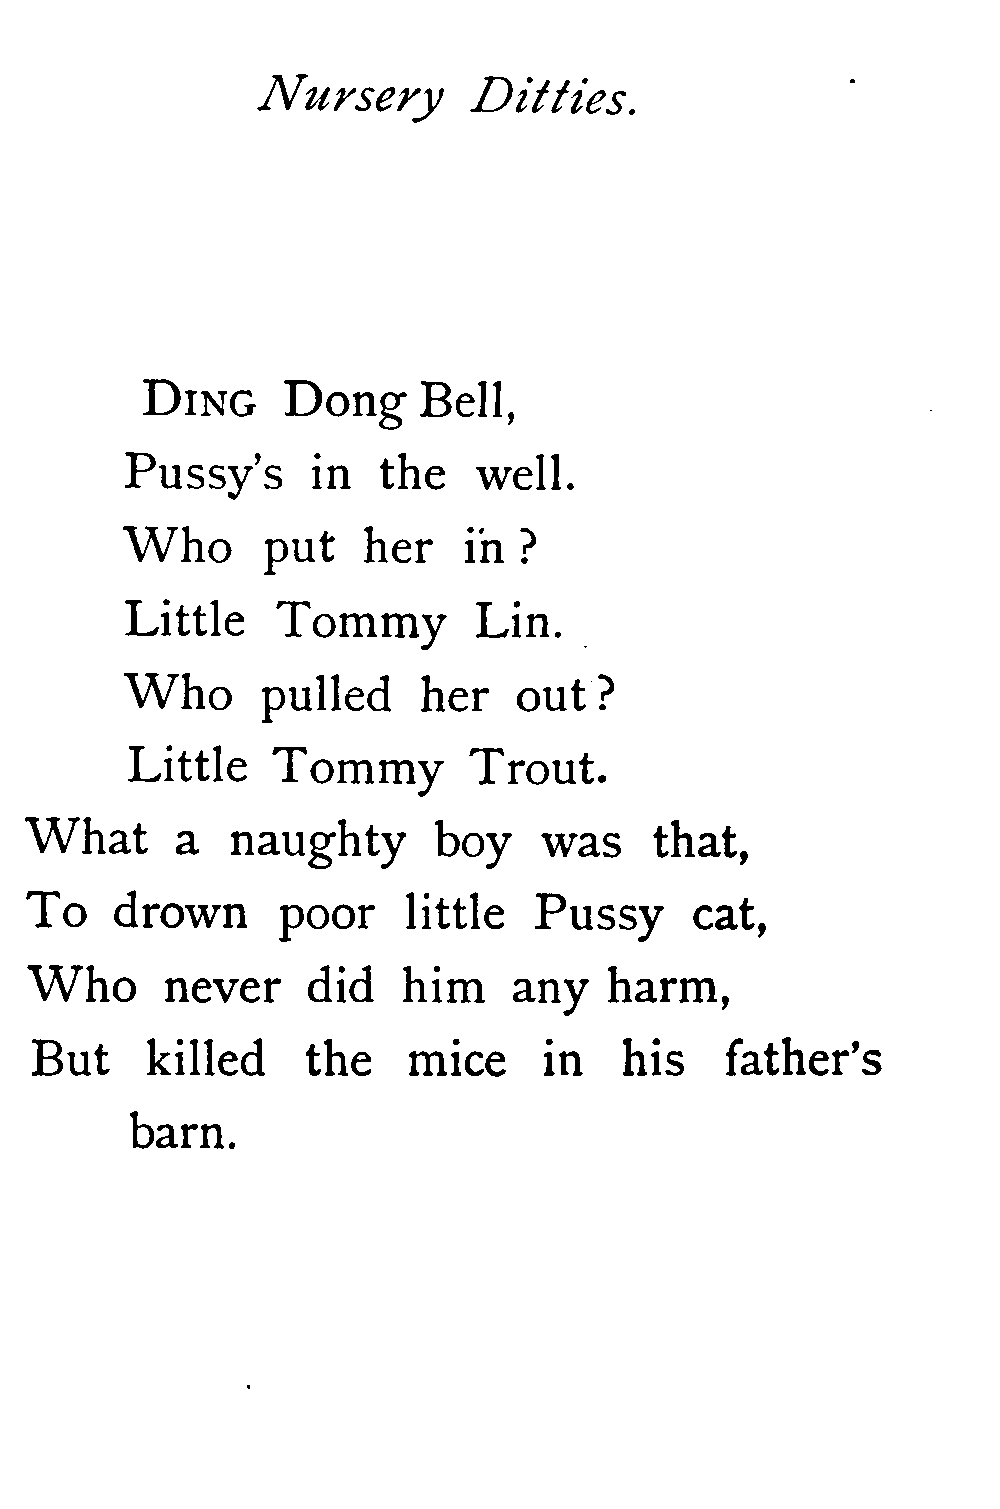 Nursery Ditties.
DING Dong Bell,
Pussy's in the well.
Who put her in?
Little Tommy Lin.
Who pulled her out?
Little Tommy Trout.
What a naughty boy was that,
To drown poor little Pussy cat,
Who never did him any harm,
But killed the mice in his father's
barn.